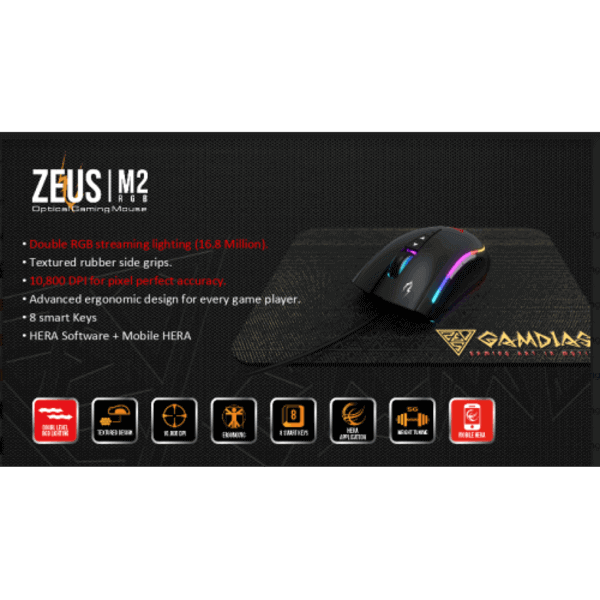 ZEUS | M2
RGB
Optical Gaming Mouse
• Double RGB streaming lighting (16.8 Million).
• Textured rubber side grips.
• 10,800 DPI for pixel perfect accuracy.
• Advanced ergonomic design for every game player.
• 8 smart Keys
• HERA Software + Mobile HERA
GAMDIAS
GAMING ART IN
DUAL LEVEL
RGB LIGHTING
TEXTURED DESIGN
10,800 DPI
8
8 SMART KEYS
HERA
APPLICATION
5G
WEIGHT TUNING
MOBILE HERA